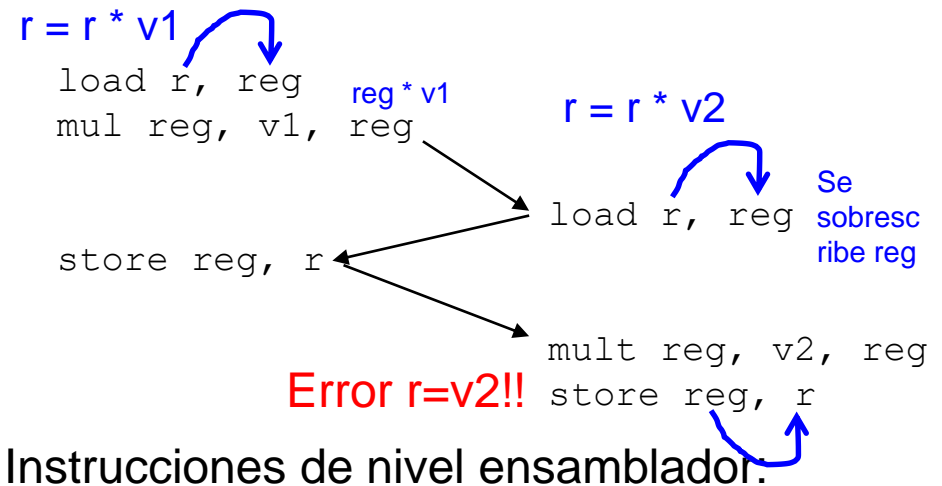 r = r * v1
load r, reg
reg * v1
mul reg, v1, reg
r = r * v2
load r, reg
Se
sobresc
ribe reg
store reg, r
mult reg, v2, reg
Error r=v2!!
store reg, r
Instrucciones de nivel ensamblador: